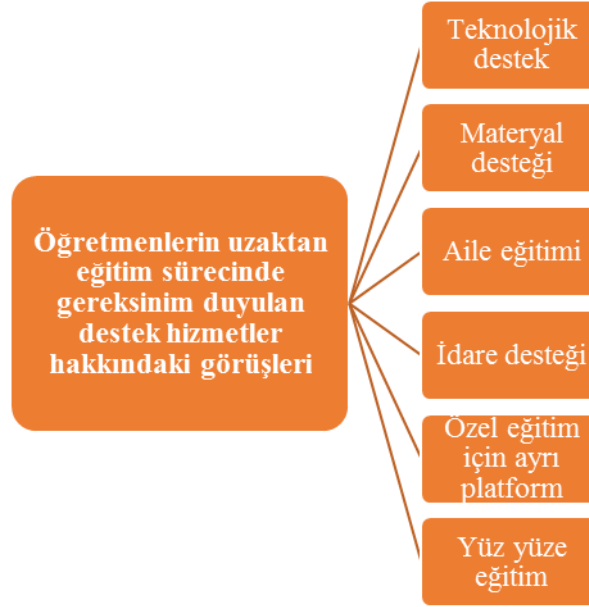 Öğretmenlerin uzaktan
eğitim sürecinde
gereksinim duyulan
destek hizmetler
hakkındaki görüşleri
Teknolojik
destek
Materyal
desteği
Aile eğitimi
İdare desteği
Özel eğitim
için ayrı
platform
Yüz yüze
eğitim